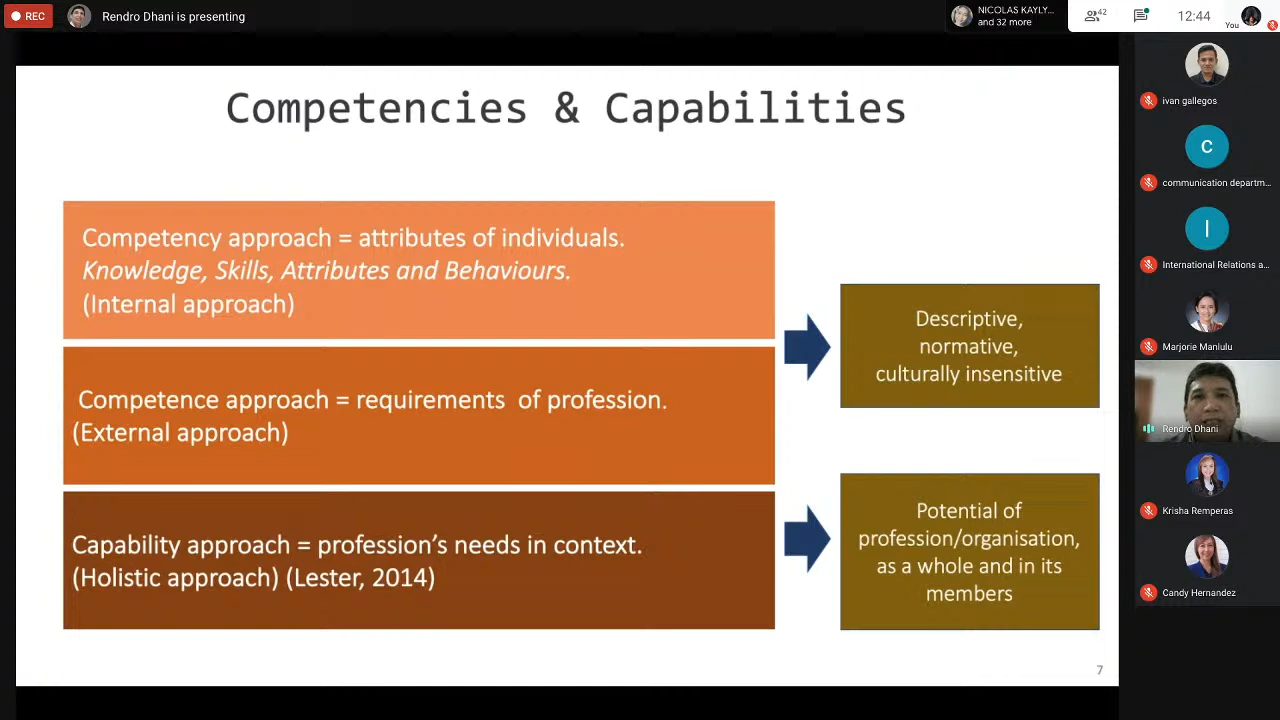 REC
Rendro Dhani is presenting
NICOLAS KAYLY...
and 32 more
42
12:44
You
Competencies & Capabilities
Competency approach = attributes of individuals.
Knowledge, Skills, Attributes and Behaviours.
(Internal approach)
Competence approach = requirements of profession.
(External approach)
Capability approach = profession's needs in context.
(Holistic approach) (Lester, 2014)
Descriptive,
normative,
culturally insensitive
Potential of
profession/organisation,
as a whole and in its
members
7
ivan gallegos
C
communication departm...
I
International Relations a...
Marjorie Manlulu
Rendro Dhani
Krisha Remperas
Candy Hernandez